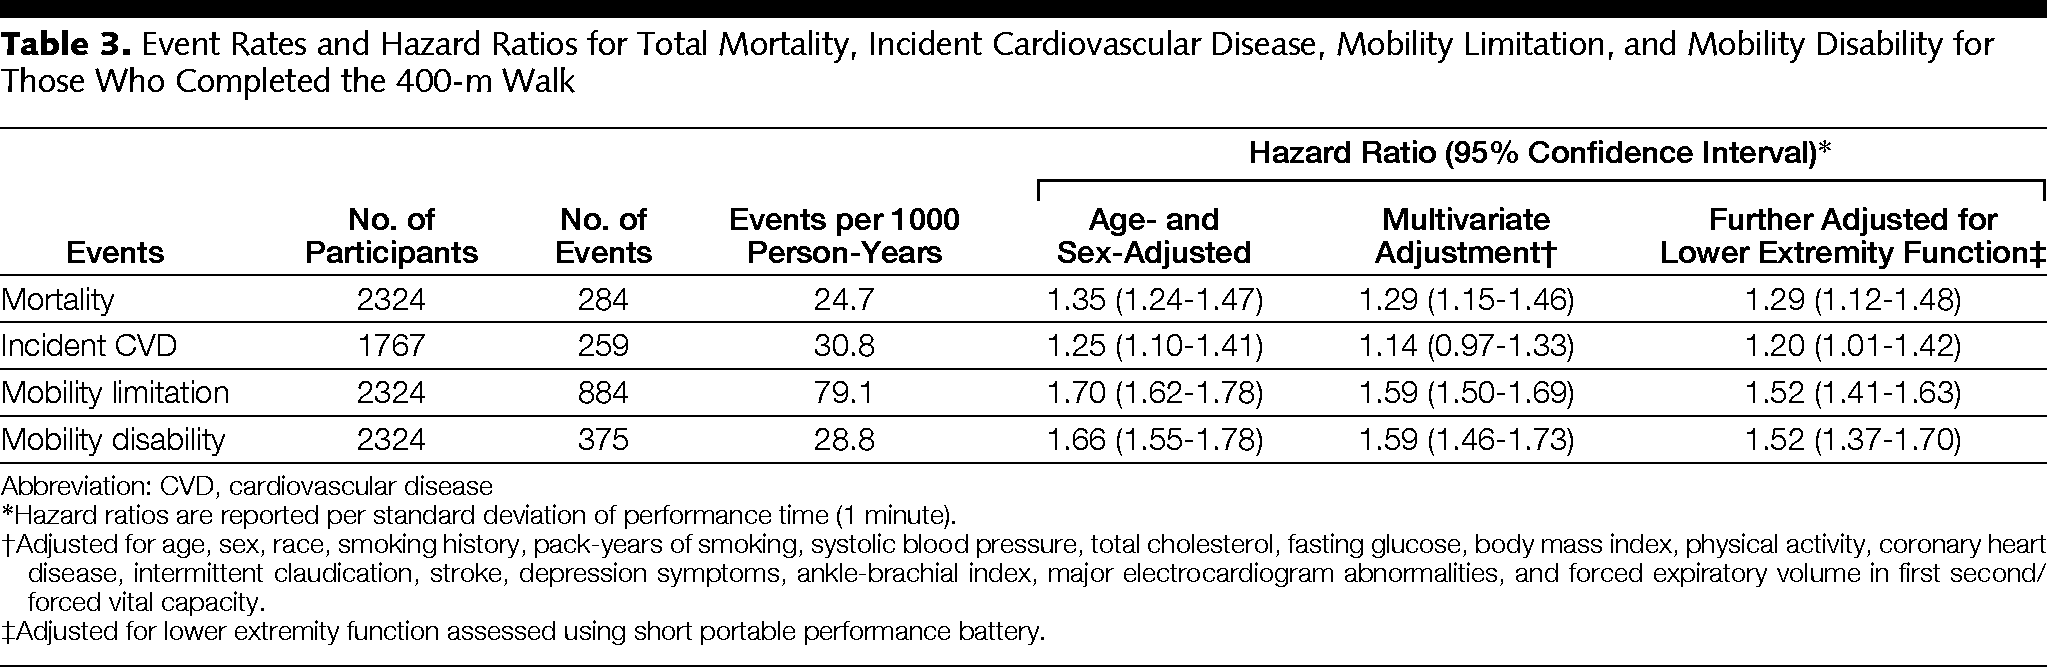 Table 3. Event Rates and Hazard Ratios for Total Mortality, Incident Cardiovascular Disease, Mobility Limitation, and Mobility Disability for
Those Who Completed the 400-m Walk
Hazard Ratio (95% Confidence Interval)*
No. of No. of Events per 1000 Age- and Multivariate Further Adjusted for
Events Participants Events Person-Years Sex-Adjusted Adjustment† Lower Extremity Function‡
Mortality 2324 284 24.7 1.35 (1.24-1.47) 1.29 (1.15-1.46) 1.29 (1.12-1.48)
Incident CVD 1767 259 30.8 1.25 (1.10-1.41) 1.14 (0.97-1.33) 1.20 (1.01-1.42)
Mobility limitation 2324 884 79.1 1.70 (1.62-1.78) 1.59 (1.50-1.69) 1.52 (1.41-1.63)
Mobility disability 2324 375 28.8 1.66 (1.55-1.78) 1.59 (1.46-1.73) 1.52 (1.37-1.70)
Abbreviation: CVD, cardiovascular disease
*Hazard ratios are reported per standard deviation of performance time (1 minute).
†Adjusted for age, sex, race, smoking history, pack-years of smoking, systolic blood pressure, total cholesterol, fasting glucose, body mass index, physical activity, coronary heart
disease, intermittent claudication, stroke, depression symptoms, ankle-brachial index, major electrocardiogram abnormalities, and forced expiratory volume in first second/
forced vital capacity.
‡Adjusted for lower extremity function assessed using short portable performance battery.